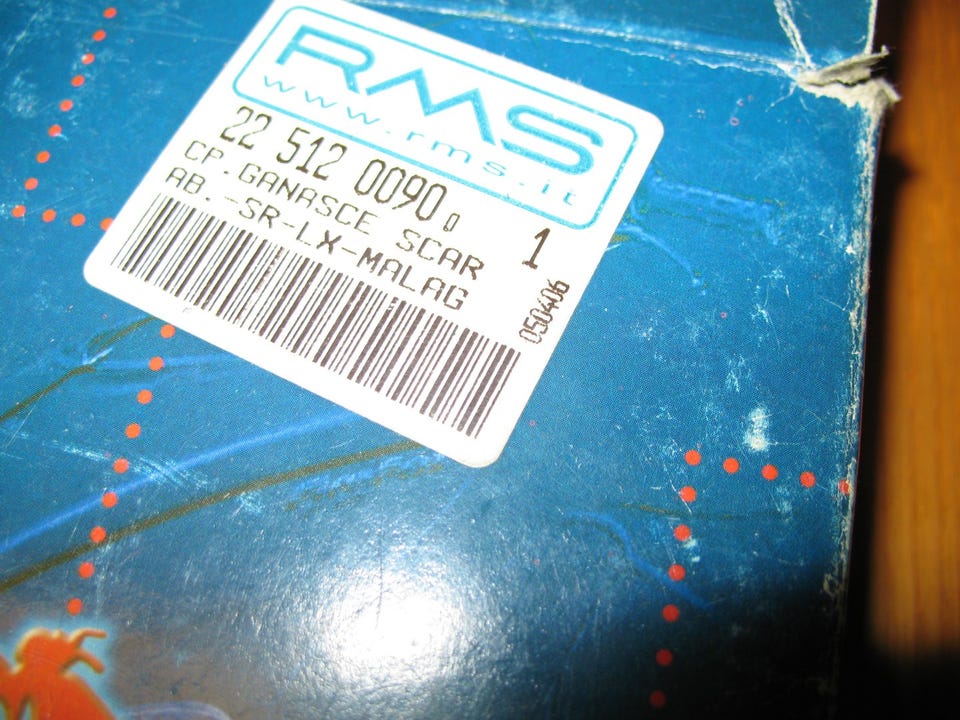 RMS
www.rms.it
22 512 0090 0
1
CP .GANASCE SCAR
AB .-SR-LX-MALAG
050406